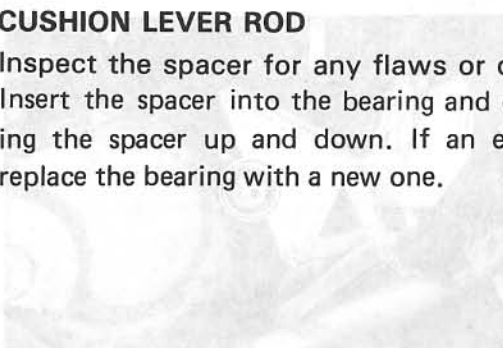 CUSHION LEVER ROD
Inspect the spacer for any flaws or
Insert the spacer into the bearing and
ing the spacer up and down. If an
replace the bearing with a new one.